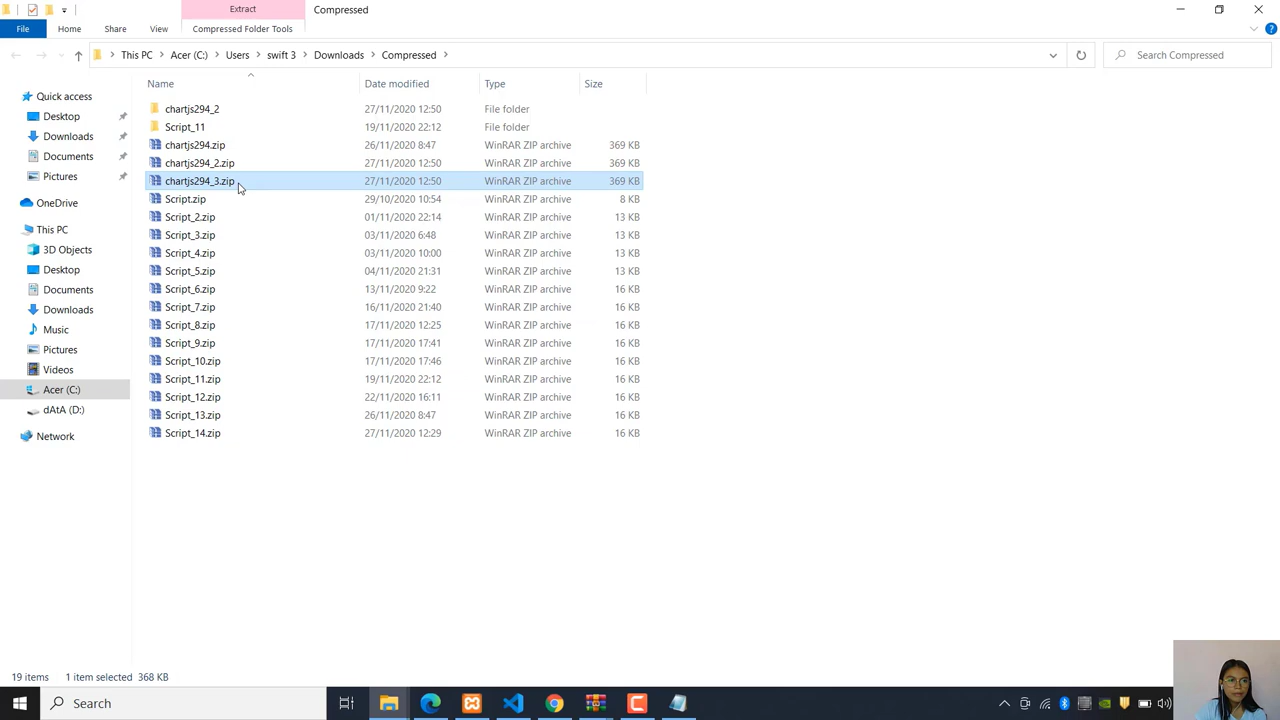 Extract
Compressed
File
Home
Share
View
Compressed Folder Tools
This PC
Acer (C:)
Users
swift 3
Downloads
Compressed
Search Compressed
Name
Date modified
Type
Size
Quick access
Desktop
Downloads
Documents
Pictures
OneDrive
This PC
3D Objects
Desktop
Documents
Downloads
Music
Pictures
Videos
Acer (C:)
dAtA (D:)
Network
chartjs294_2 27/11/2020 12:50 File folder
Script_11 19/11/2020 22:12 File folder
chartjs294.zip 26/11/2020 8:47 WinRAR ZIP archive 369 KB
chartjs294_2.zip 27/11/2020 12:50 WinRAR ZIP archive 369 KB
chartjs294_3.zip 27/11/2020 12:50 WinRAR ZIP archive 369 KB
Script.zip 29/10/2020 10:54 WinRAR ZIP archive 8 KB
Script_2.zip 01/11/2020 22:14 WinRAR ZIP archive 13 KB
Script_3.zip 03/11/2020 6:48 WinRAR ZIP archive 13 KB
Script_4.zip 03/11/2020 10:00 WinRAR ZIP archive 13 KB
Script_5.zip 04/11/2020 21:31 WinRAR ZIP archive 13 KB
Script_6.zip 13/11/2020 9:22 WinRAR ZIP archive 16 KB
Script_7.zip 16/11/2020 21:40 WinRAR ZIP archive 16 KB
Script_8.zip 17/11/2020 12:25 WinRAR ZIP archive 16 KB
Script_9.zip 17/11/2020 17:41 WinRAR ZIP archive 16 KB
Script_10.zip 17/11/2020 17:46 WinRAR ZIP archive 16 KB
Script_11.zip 19/11/2020 22:12 WinRAR ZIP archive 16 KB
Script_12.zip 22/11/2020 16:11 WinRAR ZIP archive 16 KB
Script_13.zip 26/11/2020 8:47 WinRAR ZIP archive 16 KB
Script_14.zip 27/11/2020 12:29 WinRAR ZIP archive 16 KB
19 items 1 item selected 368 KB
Search